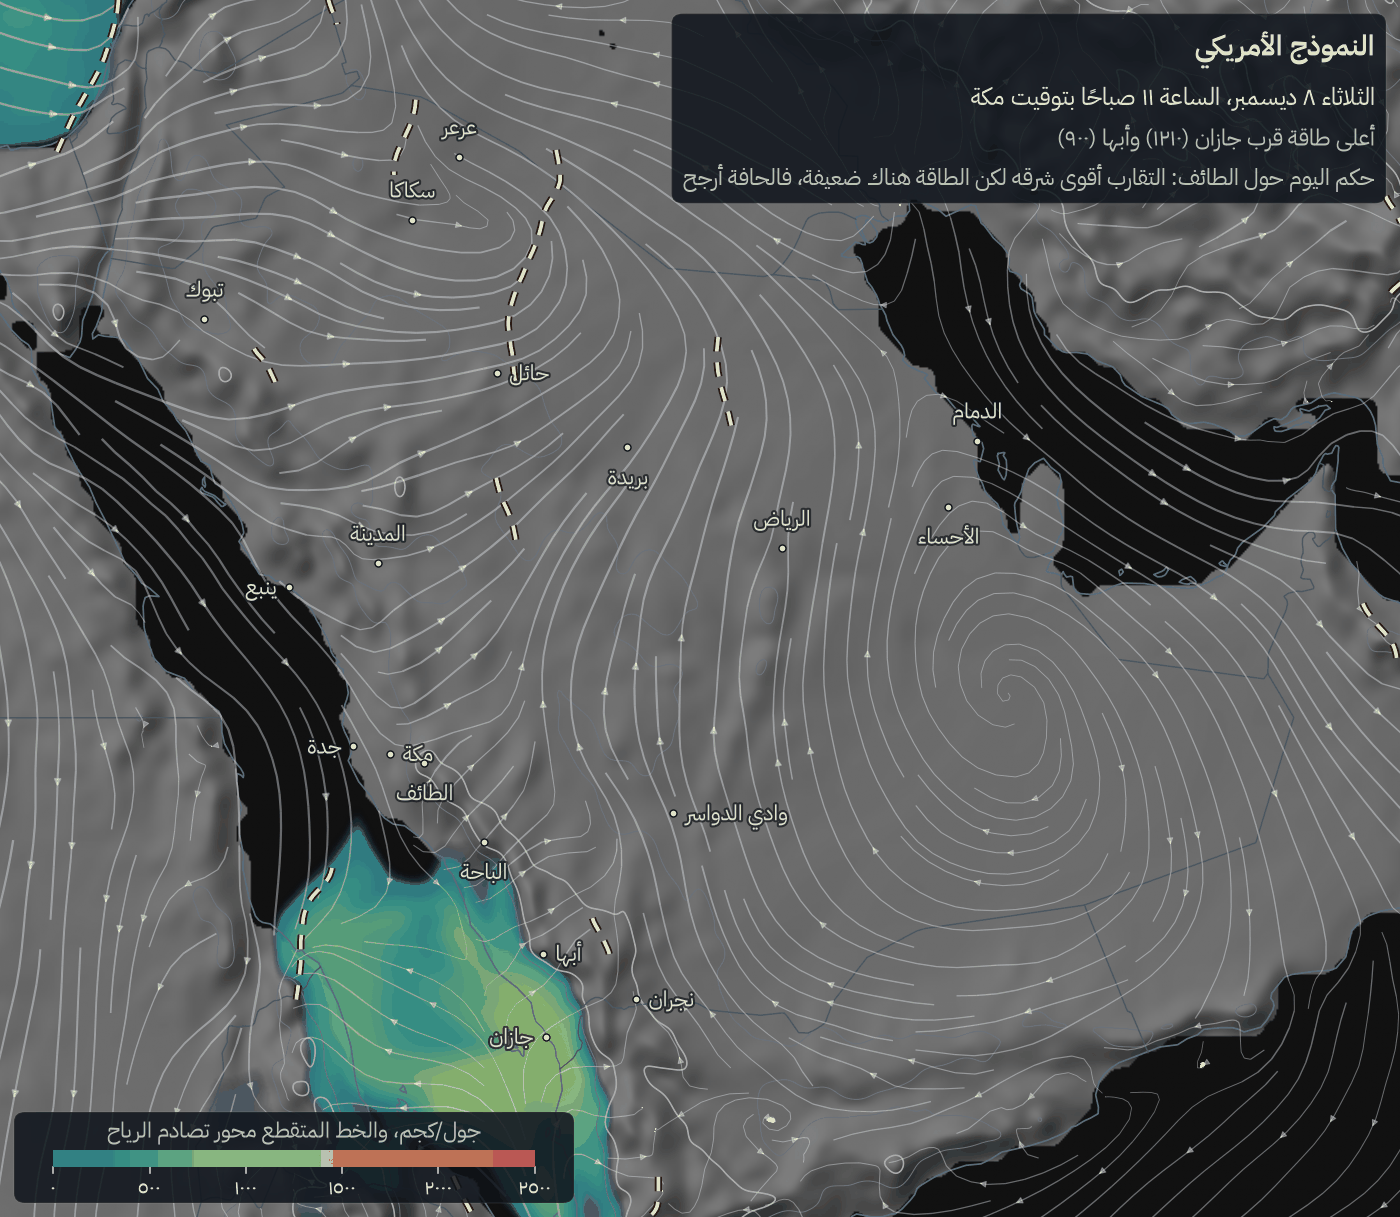 النموذج الأمريكي
الثلاثاء ٨ ديسمبر، الساعة ١١ صباحًا بتوقيت مكة
أعلى طاقة قرب جازان (١٢١٠) وأبها (٩٠٠)
حكم اليوم حول الطائف: التقارب أقوى شرقه لكن الطاقة هناك ضعيفة، فالحافة أرجح
عرعر
سكاكا
تبوك
حائل
الدمام
بريدة
الرياض
الأحساء
المدينة
ينبع
جدة
مكة
الطائف
وادي الدواسر
الباحة
أبها
نجران
جازان
جول/كجم، والخط المتقطع محور تصادم الرياح
٠ ٥٠٠ ١٠٠٠ ١٥٠٠ ٢٠٠٠ ٢٥٠٠